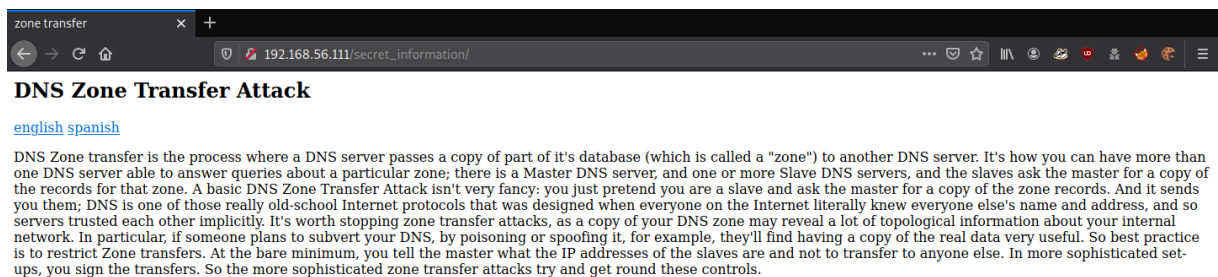 zone transfer
192.168.56.111/secret_information/
DNS Zone Transfer Attack
english spanish
DNS Zone transfer is the process where a DNS server passes a copy of part of it's database (which is called a "zone") to another DNS server. It's how you can have more than
one DNS server able to answer queries about a particular zone; there is a Master DNS server, and one or more Slave DNS servers, and the slaves ask the master for a copy of
the records for that zone. A basic DNS Zone Transfer Attack isn't very fancy: you just pretend you are a slave and ask the master for a copy of the zone records. And it sends
you them; DNS is one of those really old-school Internet protocols that was designed when everyone on the Internet literally knew everyone else's name and address, and so
servers trusted each other implicitly. It's worth stopping zone transfer attacks, as a copy of your DNS zone may reveal a lot of topological information about your internal
network. In particular, if someone plans to subvert your DNS, by poisoning or spoofing it, for example, they'll find having a copy of the real data very useful. So best practice
is to restrict Zone transfers. At the bare minimum, you tell the master what the IP addresses of the slaves are and not to transfer to anyone else. In more sophisticated set-
ups, you sign the transfers. So the more sophisticated zone transfer attacks try and get round these controls.